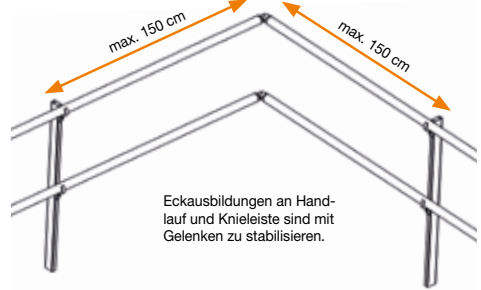 max. 150 cm
max. 150 cm
Eckausbildungen an Hand-
lauf und Knieleiste sind mit
Gelenken zu stabilisieren.